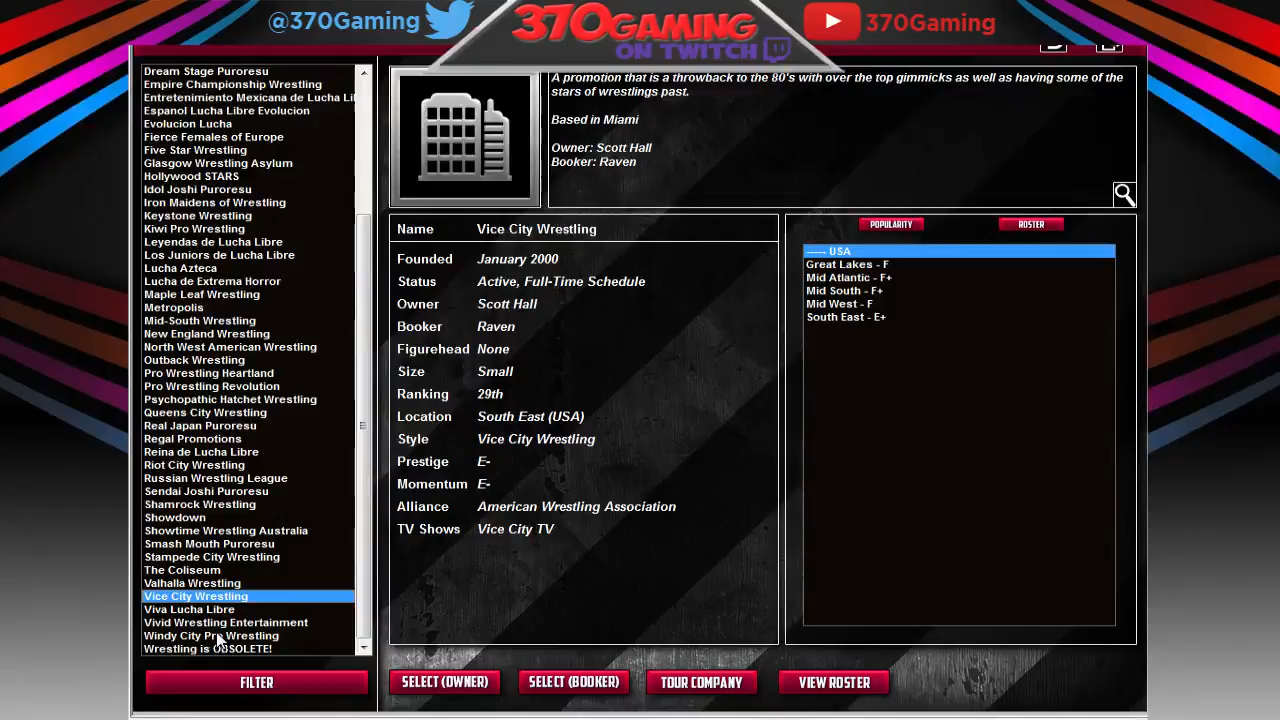 @370Gaming
370GAMING
ON TWITCH
370Gaming
Dream Stage Puroresu
Empire Championship Wrestling
Entretenimiento Mexicana de Lucha Li
Espanol Lucha Libre Evolucion
Evolucion Lucha
Fierce Females of Europe
Five Star Wrestling
Glasgow Wrestling Asylum
Hollywood STARS
Idol Joshi Puroresu
Iron Maidens of Wrestling
Keystone Wrestling
Kiwi Pro Wrestling
Leyendas de Lucha Libre
Los Juniors de Lucha Libre
Lucha Azteca
Lucha de Extrema Horror
Maple Leaf Wrestling
Metropolis
Mid-South Wrestling
New England Wrestling
North West American Wrestling
Outback Wrestling
Pro Wrestling Heartland
Pro Wrestling Revolution
Psychopathic Hatchet Wrestling
Queens City Wrestling
Real Japan Puroresu
Regal Promotions
Reina de Lucha Libre
Riot City Wrestling
Russian Wrestling League
Sendai Joshi Puroresu
Shamrock Wrestling
Showdown
Showtime Wrestling Australia
Smash Mouth Puroresu
Stampede City Wrestling
The Coliseum
Valhalla Wrestling
Vice City Wrestling
Viva Lucha Libre
Vivid Wrestling Entertainment
Windy City Pro Wrestling
Wrestling is OBSOLETE!
FILTER
A promotion that is a throwback to the 80's with over the top gimmicks as well as having some of the
stars of wrestlings past.
Based in Miami
Owner: Scott Hall
Booker: Raven
Name Vice City Wrestling
Founded January 2000
Status Active, Full-Time Schedule
Owner Scott Hall
Booker Raven
Figurehead None
Size Small
Ranking 29th
Location South East (USA)
Style Vice City Wrestling
Prestige E-
Momentum E-
Alliance American Wrestling Association
TV Shows Vice City TV
POPULARITY ROSTER
----- USA
Great Lakes - F
Mid Atlantic - F+
Mid South - F+
Mid West - F
South East - E+
SELECT (OWNER) SELECT (BOOKER) TOUR COMPANY VIEW ROSTER